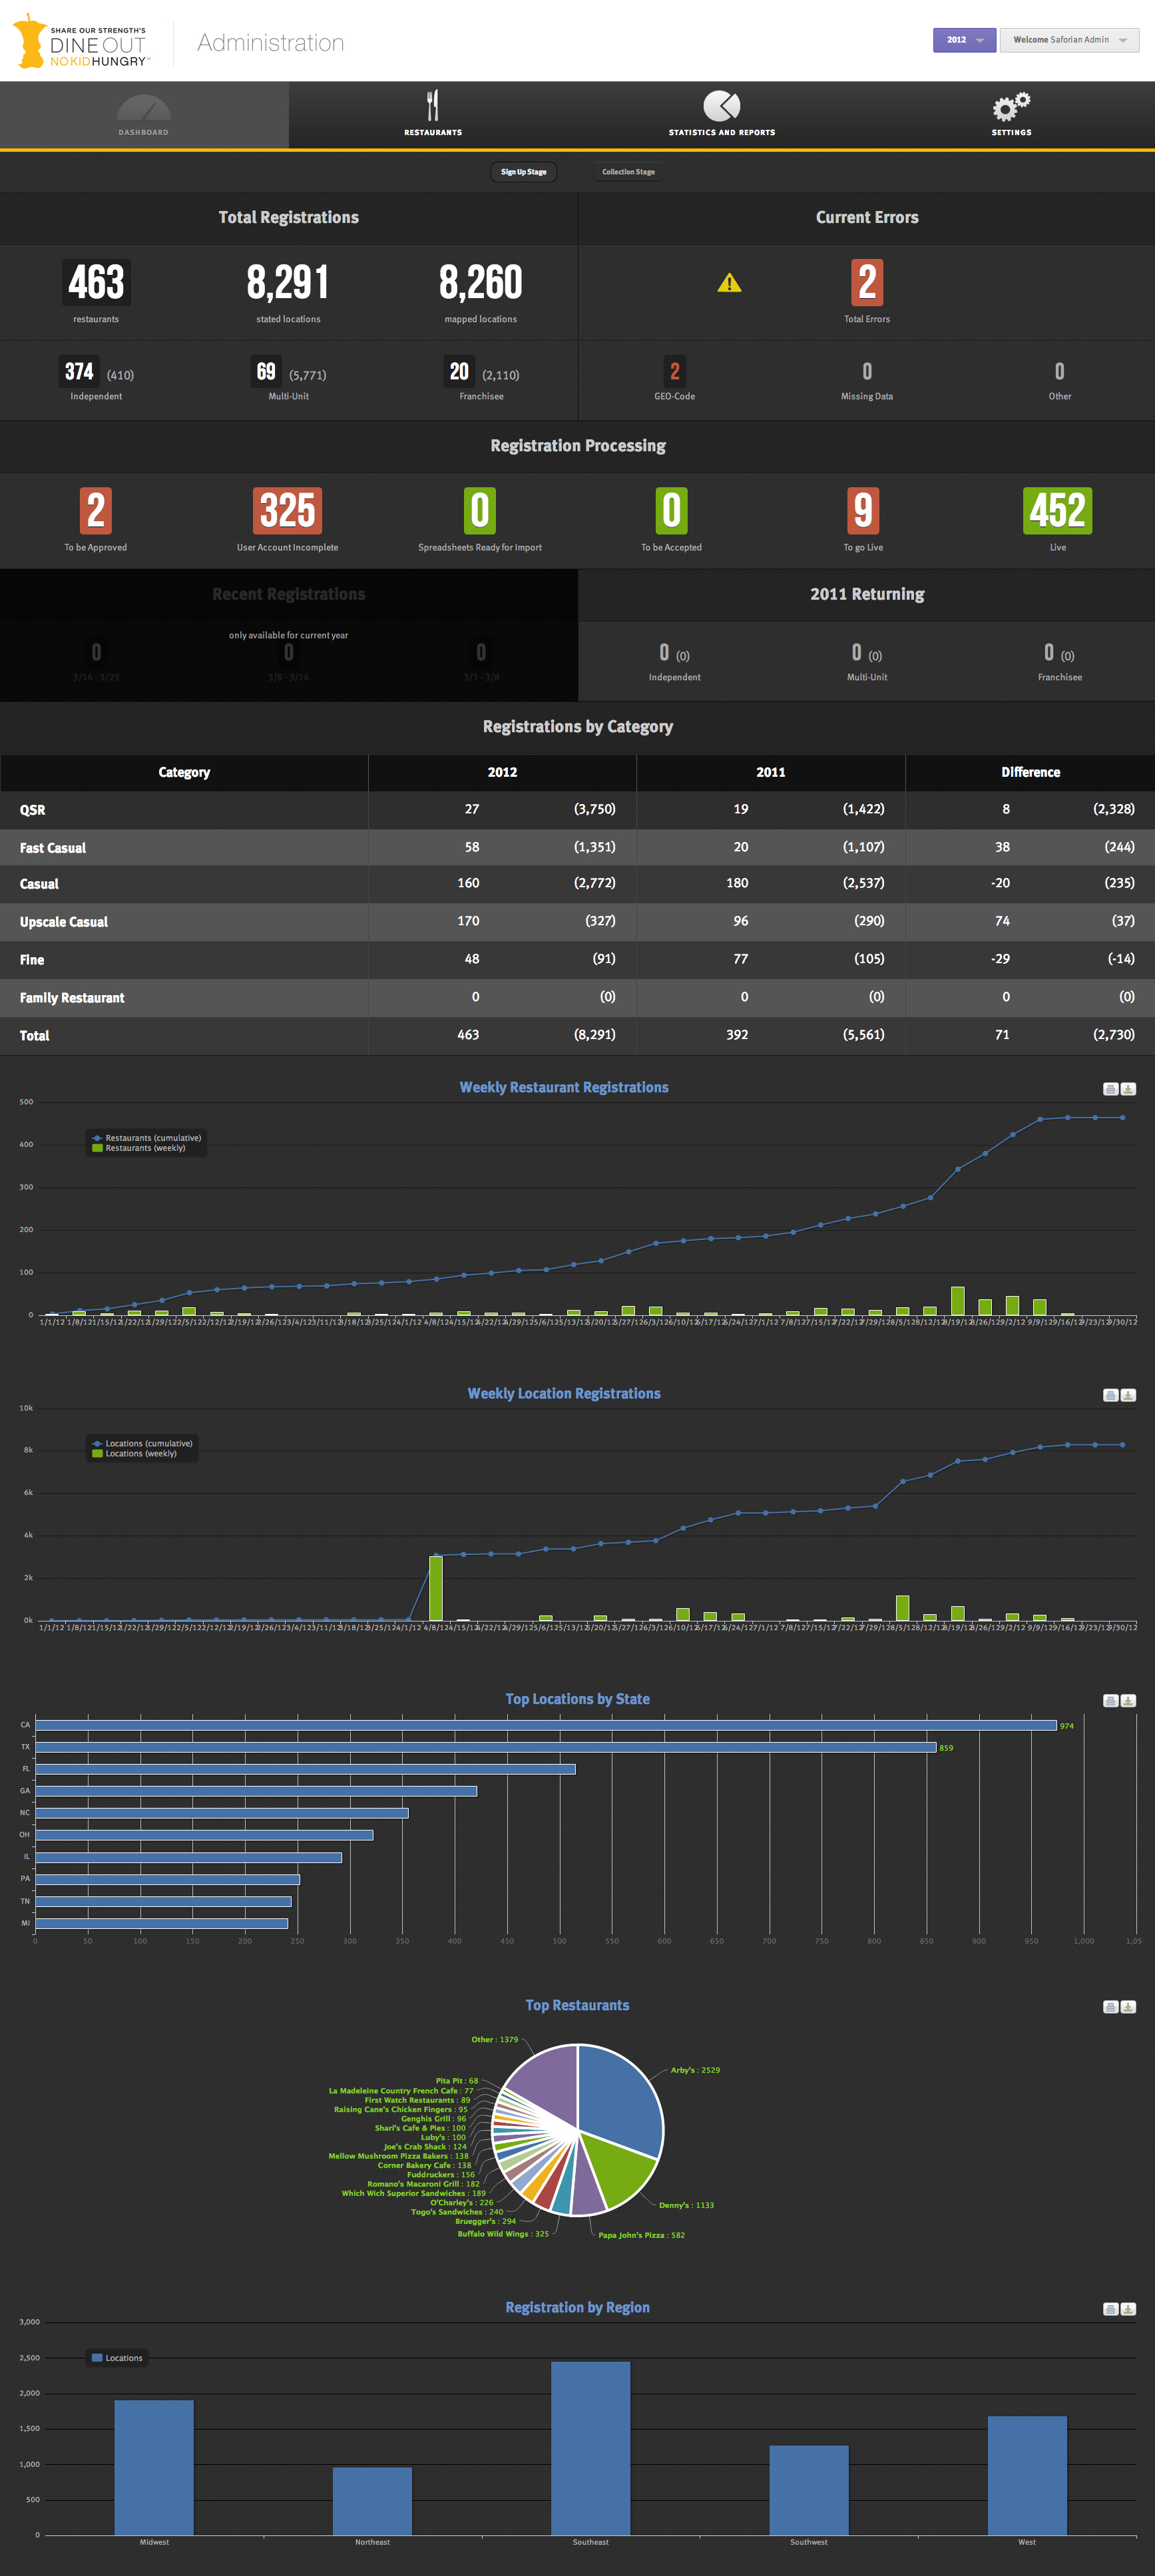 SHARE OUR STRENGTH'S
DINE OUT
NO KID HUNGRY™
Administration
2012
Welcome Saforian Admin
DASHBOARD
RESTAURANTS
STATISTICS AND REPORTS
SETTINGS
Sign Up Stage
Collection Stage
Total Registrations
463
restaurants
8,291
stated locations
8,260
mapped locations
374 (410)
Independent
69 (5,771)
Multi-Unit
20 (2,110)
Franchisee
Current Errors
2
Total Errors
2
GEO-Code
0
Missing Data
0
Other
Registration Processing
2
To be Approved
325
User Account Incomplete
0
Spreadsheets Ready for Import
0
To be Accepted
9
To go Live
452
Live
Recent Registrations
only available for current year
0
3/16 - 3/23
0
3/8 - 3/16
0
3/1 - 3/8
2011 Returning
0 (0)
Independent
0 (0)
Multi-Unit
0 (0)
Franchisee
Registrations by Category
Category 2012 2011 Difference
QSR 27 (3,750) 19 (1,422) 8 (2,328)
Fast Casual 58 (1,351) 20 (1,107) 38 (244)
Casual 160 (2,772) 180 (2,537) -20 (235)
Upscale Casual 170 (327) 96 (290) 74 (37)
Fine 48 (91) 77 (105) -29 (-14)
Family Restaurant 0 (0) 0 (0) 0 (0)
Total 463 (8,291) 392 (5,561) 71 (2,730)
Weekly Restaurant Registrations
500
400
300
200
100
0
Restaurants (cumulative)
Restaurants (weekly)
1/1/12 1/8/12
Weekly Location Registrations
10k
8k
6k
4k
2k
0k
Locations (cumulative)
Locations (weekly)
1/1/12 1/8/12
Top Locations by State
CA 974
TX 859
FL
GA
NC
OH
IL
PA
TN
MI
0 50 100 150 200 250 300 350 400 450 500 550 600 650 700 750 800 850 900 950 1,000 1,05
Top Restaurants
Other : 1379
Arby's : 2529
Pita Pit : 68
La Madeleine Country French Cafe : 77
First Watch Restaurants : 89
Raising Cane's Chicken Fingers : 95
Genghis Grill : 96
Shari's Cafe & Pies : 100
Luby's : 100
Joe's Crab Shack : 124
Mellow Mushroom Pizza Bakers : 138
Corner Bakery Cafe : 138
Fuddruckers : 156
Romano's Macaroni Grill : 182
Which Wich Superior Sandwiches : 189
O'Charley's : 226
Togo's Sandwiches : 240
Bruegger's : 294
Buffalo Wild Wings : 325
Papa John's Pizza : 582
Denny's : 1133
Registration by Region
3,000
2,500
2,000
1,500
1,000
500
0
Locations
Midwest Northeast Southeast Southwest West